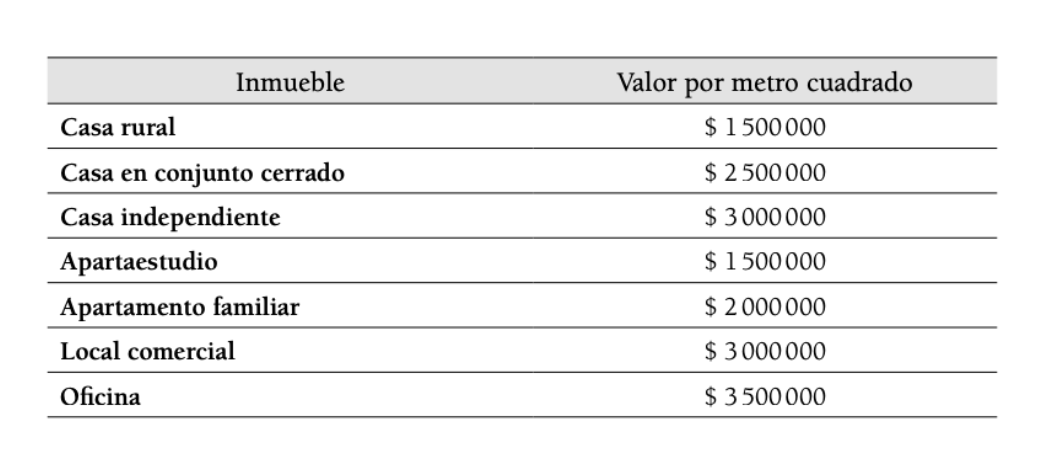 Inmueble Valor por metro cuadrado
Casa rural $ 1 500 000
Casa en conjunto cerrado $ 2 500 000
Casa independiente $ 3 000 000
Apartaestudio $ 1 500 000
Apartamento familiar $ 2 000 000
Local comercial $ 3 000 000
Oficina $ 3 500 000